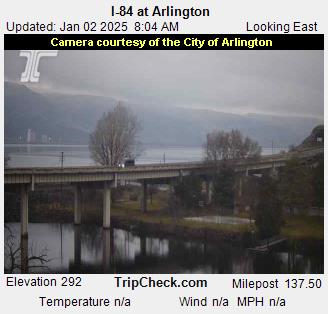 I-84 at Arlington
Updated: Jan 02 2025 8:04 AM Looking East
Camera courtesy of the City of Arlington
Elevation 292 TripCheck.com Milepost 137.50
Temperature n/a Wind n/a MPH n/a